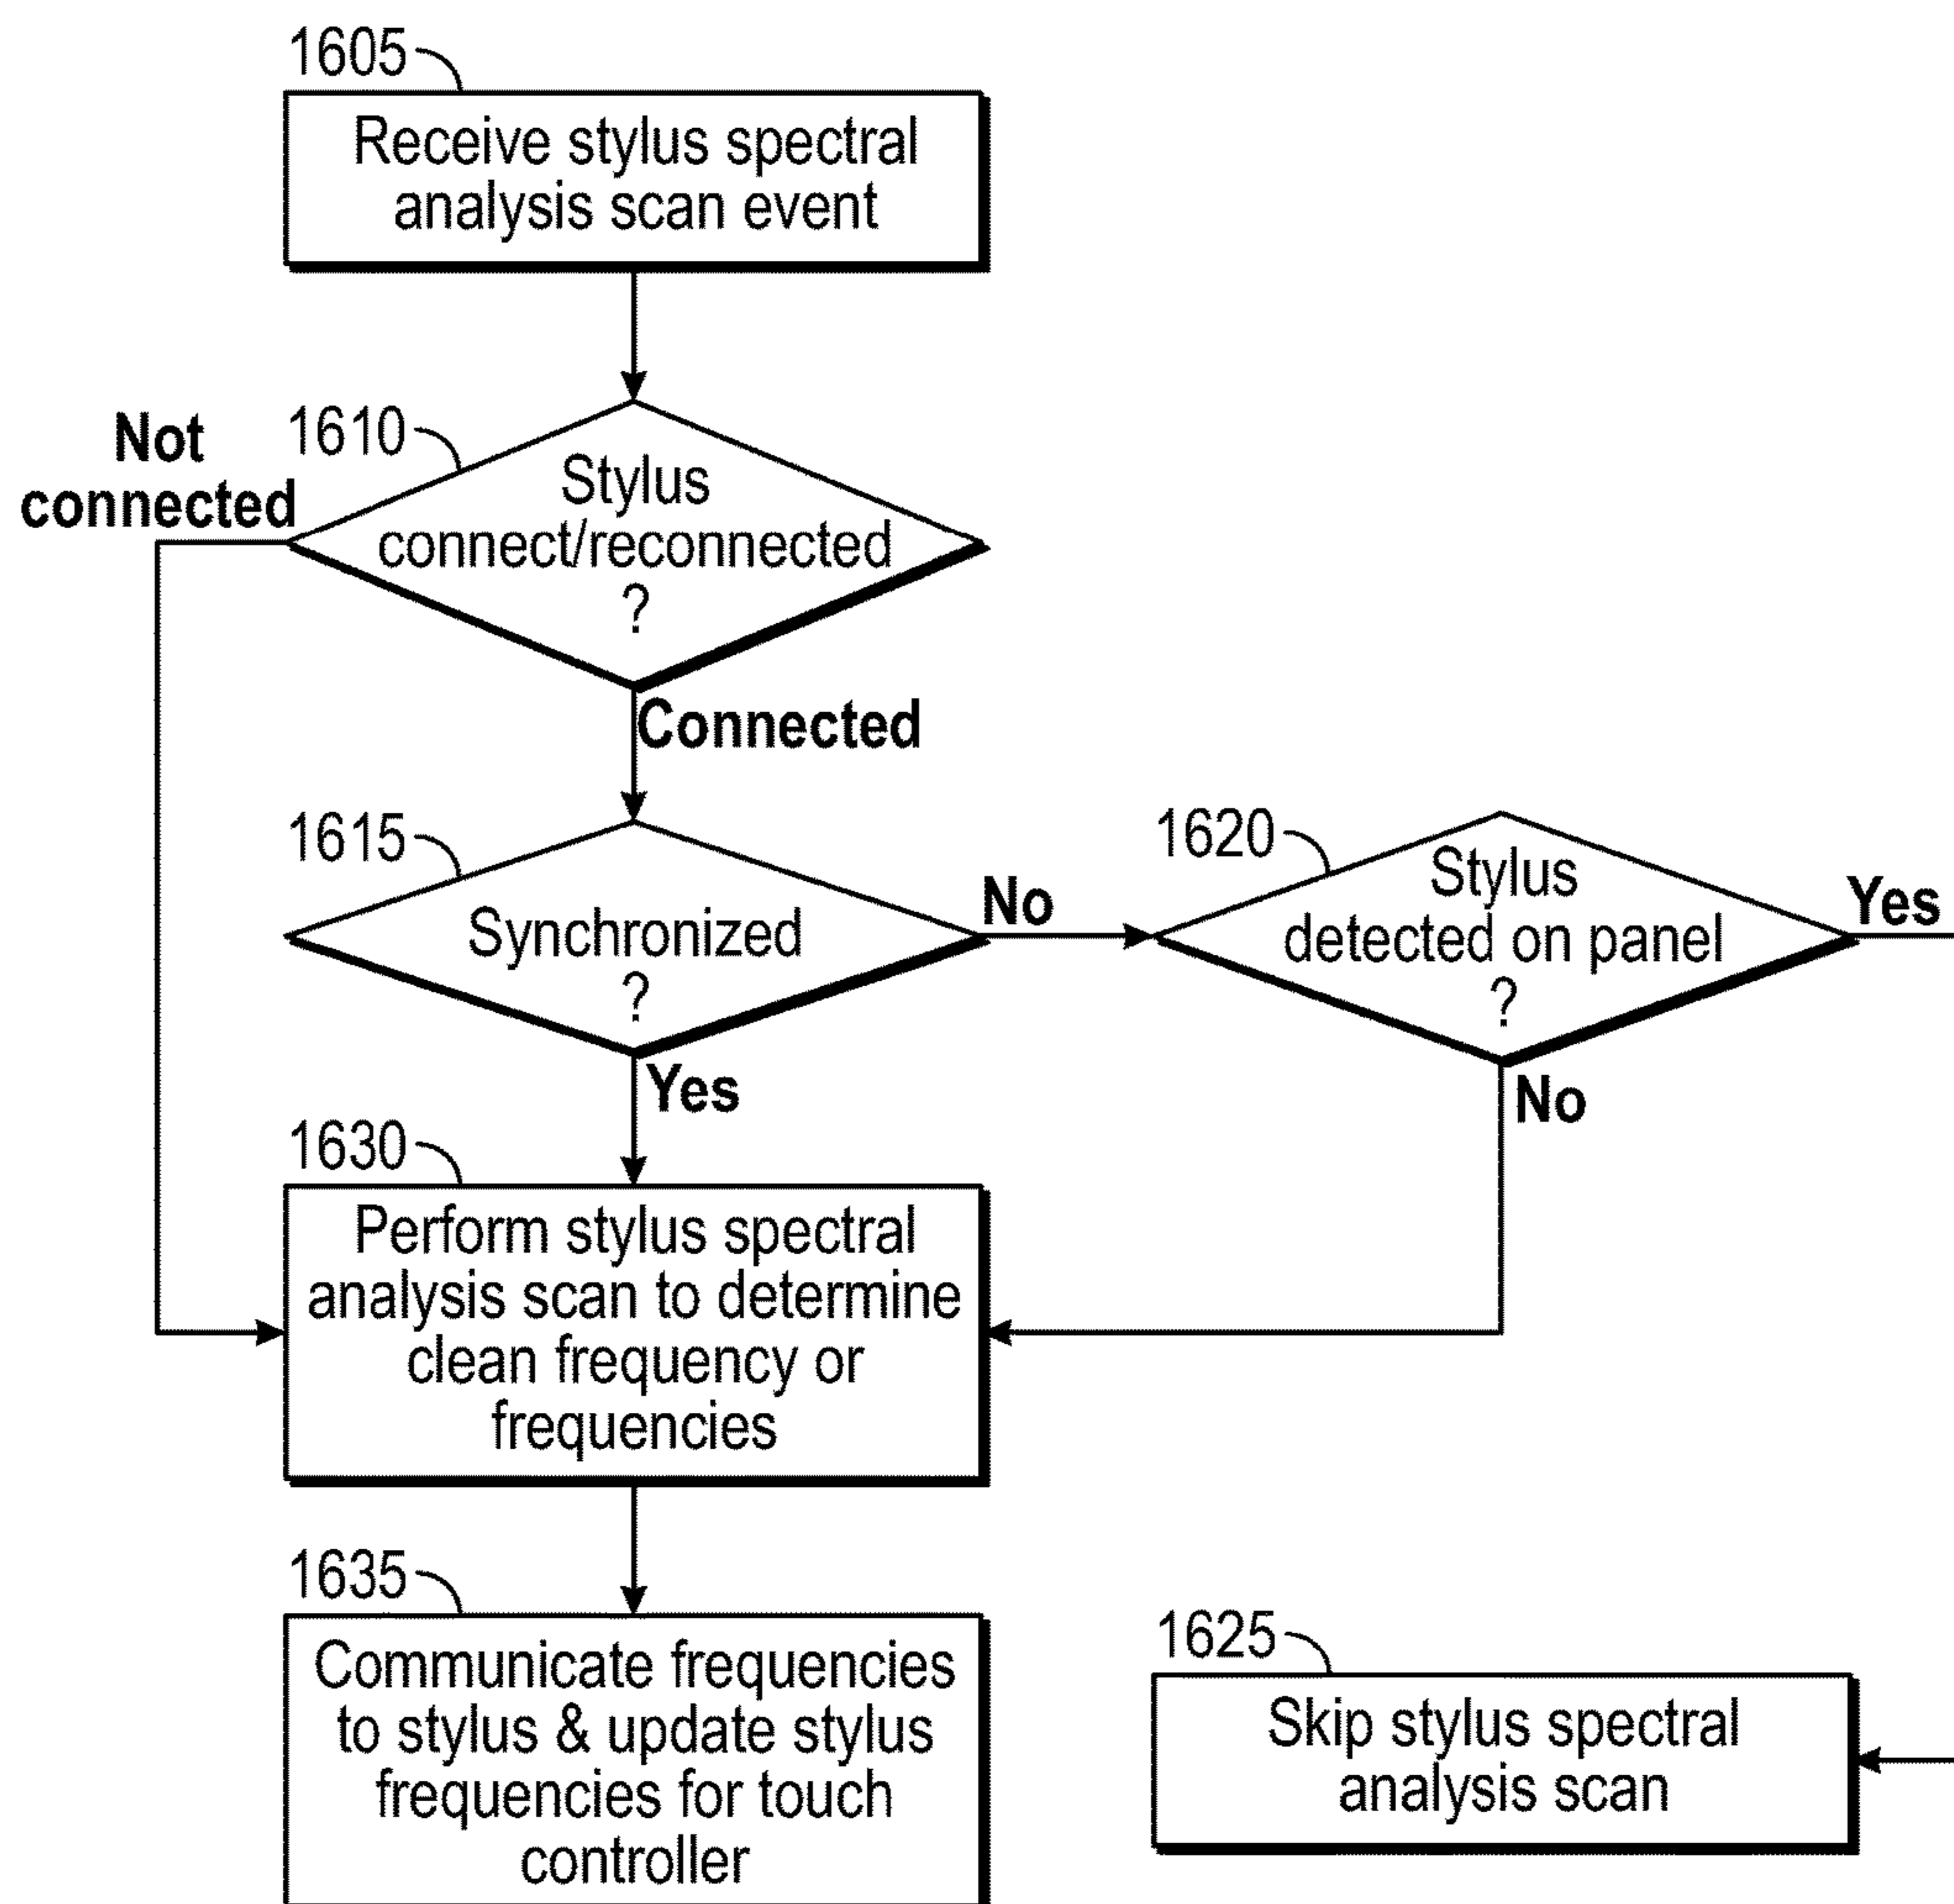 1605
Receive stylus spectral
analysis scan event
Not
connected
1610
Stylus
connect/reconnected
?
Connected
1615
Synchronized
?
No
Yes
1620
Stylus
detected on panel
?
Yes
No
1630
Perform stylus spectral
analysis scan to determine
clean frequency or
frequencies
1635
Communicate frequencies
to stylus & update stylus
frequencies for touch
controller
1625
Skip stylus spectral
analysis scan